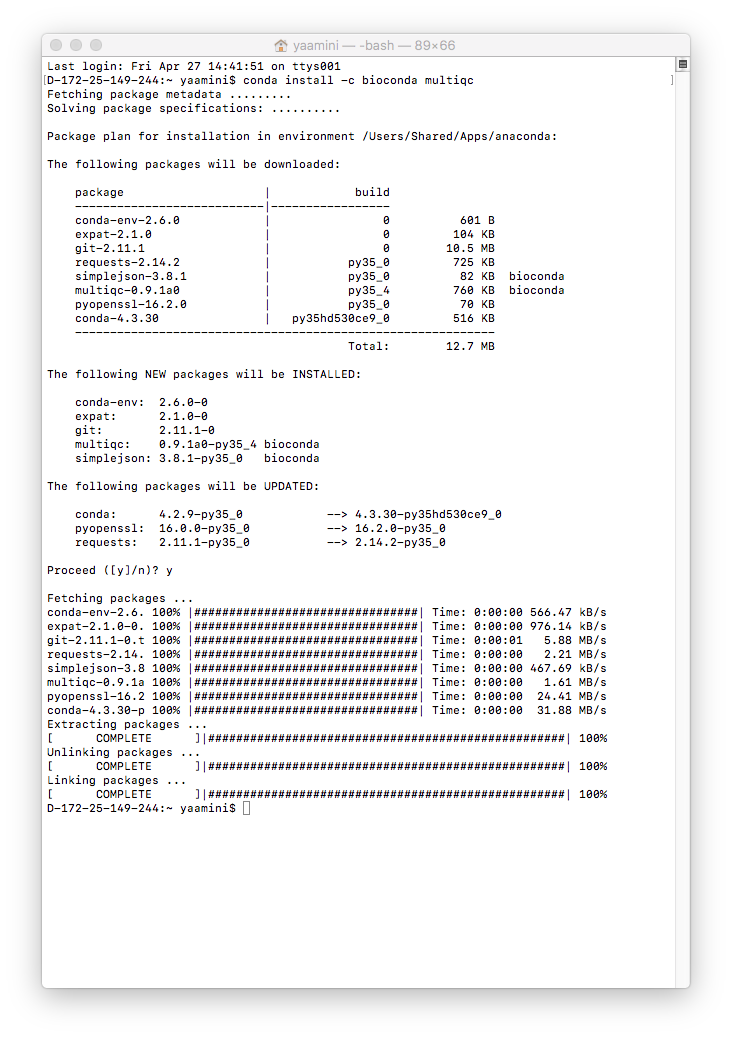 yaamini — -bash — 89×66
Last login: Fri Apr 27 14:41:51 on ttys001
[D-172-25-149-244:~ yaamini$ conda install -c bioconda multiqc ]
Fetching package metadata .........
Solving package specifications: ..........

Package plan for installation in environment /Users/Shared/Apps/anaconda:

The following packages will be downloaded:

    package                    |            build
    ---------------------------|-----------------
    conda-env-2.6.0            |                0          601 B
    expat-2.1.0                |                0         104 KB
    git-2.11.1                 |                0        10.5 MB
    requests-2.14.2            |           py35_0         725 KB
    simplejson-3.8.1           |           py35_0          82 KB  bioconda
    multiqc-0.9.1a0            |           py35_4         760 KB  bioconda
    pyopenssl-16.2.0           |           py35_0          70 KB
    conda-4.3.30               |   py35hd530ce9_0         516 KB
    ------------------------------------------------------------
                                           Total:        12.7 MB

The following NEW packages will be INSTALLED:

    conda-env:  2.6.0-0
    expat:      2.1.0-0
    git:        2.11.1-0
    multiqc:    0.9.1a0-py35_4 bioconda
    simplejson: 3.8.1-py35_0   bioconda

The following packages will be UPDATED:

    conda:      4.2.9-py35_0            --> 4.3.30-py35hd530ce9_0
    pyopenssl:  16.0.0-py35_0           --> 16.2.0-py35_0
    requests:   2.11.1-py35_0           --> 2.14.2-py35_0

Proceed ([y]/n)? y

Fetching packages ...
conda-env-2.6. 100% |################################| Time: 0:00:00 566.47 kB/s
expat-2.1.0-0. 100% |################################| Time: 0:00:00 976.14 kB/s
git-2.11.1-0.t 100% |################################| Time: 0:00:01   5.88 MB/s
requests-2.14. 100% |################################| Time: 0:00:00   2.21 MB/s
simplejson-3.8 100% |################################| Time: 0:00:00 467.69 kB/s
multiqc-0.9.1a 100% |################################| Time: 0:00:00   1.61 MB/s
pyopenssl-16.2 100% |################################| Time: 0:00:00  24.41 MB/s
conda-4.3.30-p 100% |################################| Time: 0:00:00  31.88 MB/s
Extracting packages ...
[      COMPLETE      ]|###################################################| 100%
Unlinking packages ...
[      COMPLETE      ]|###################################################| 100%
Linking packages ...
[      COMPLETE      ]|###################################################| 100%
D-172-25-149-244:~ yaamini$